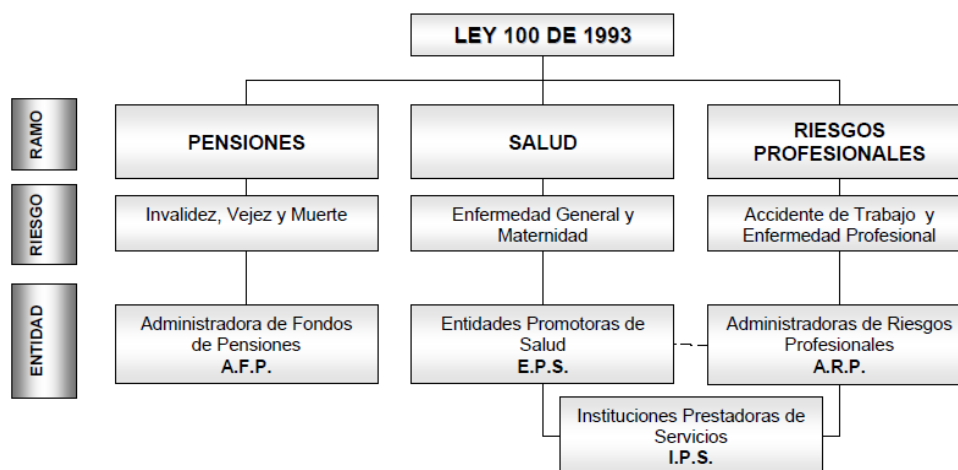 LEY 100 DE 1993
RAMO
PENSIONES
SALUD
RIESGOS
PROFESIONALES
RIESGO
Invalidez, Vejez y Muerte
Enfermedad General y
Maternidad
Accidente de Trabajo y
Enfermedad Profesional
ENTIDAD
Administradora de Fondos
de Pensiones
A.F.P.
Entidades Promotoras de
Salud
E.P.S.
Administradoras de Riesgos
Profesionales
A.R.P.
Instituciones Prestadoras de
Servicios
I.P.S.